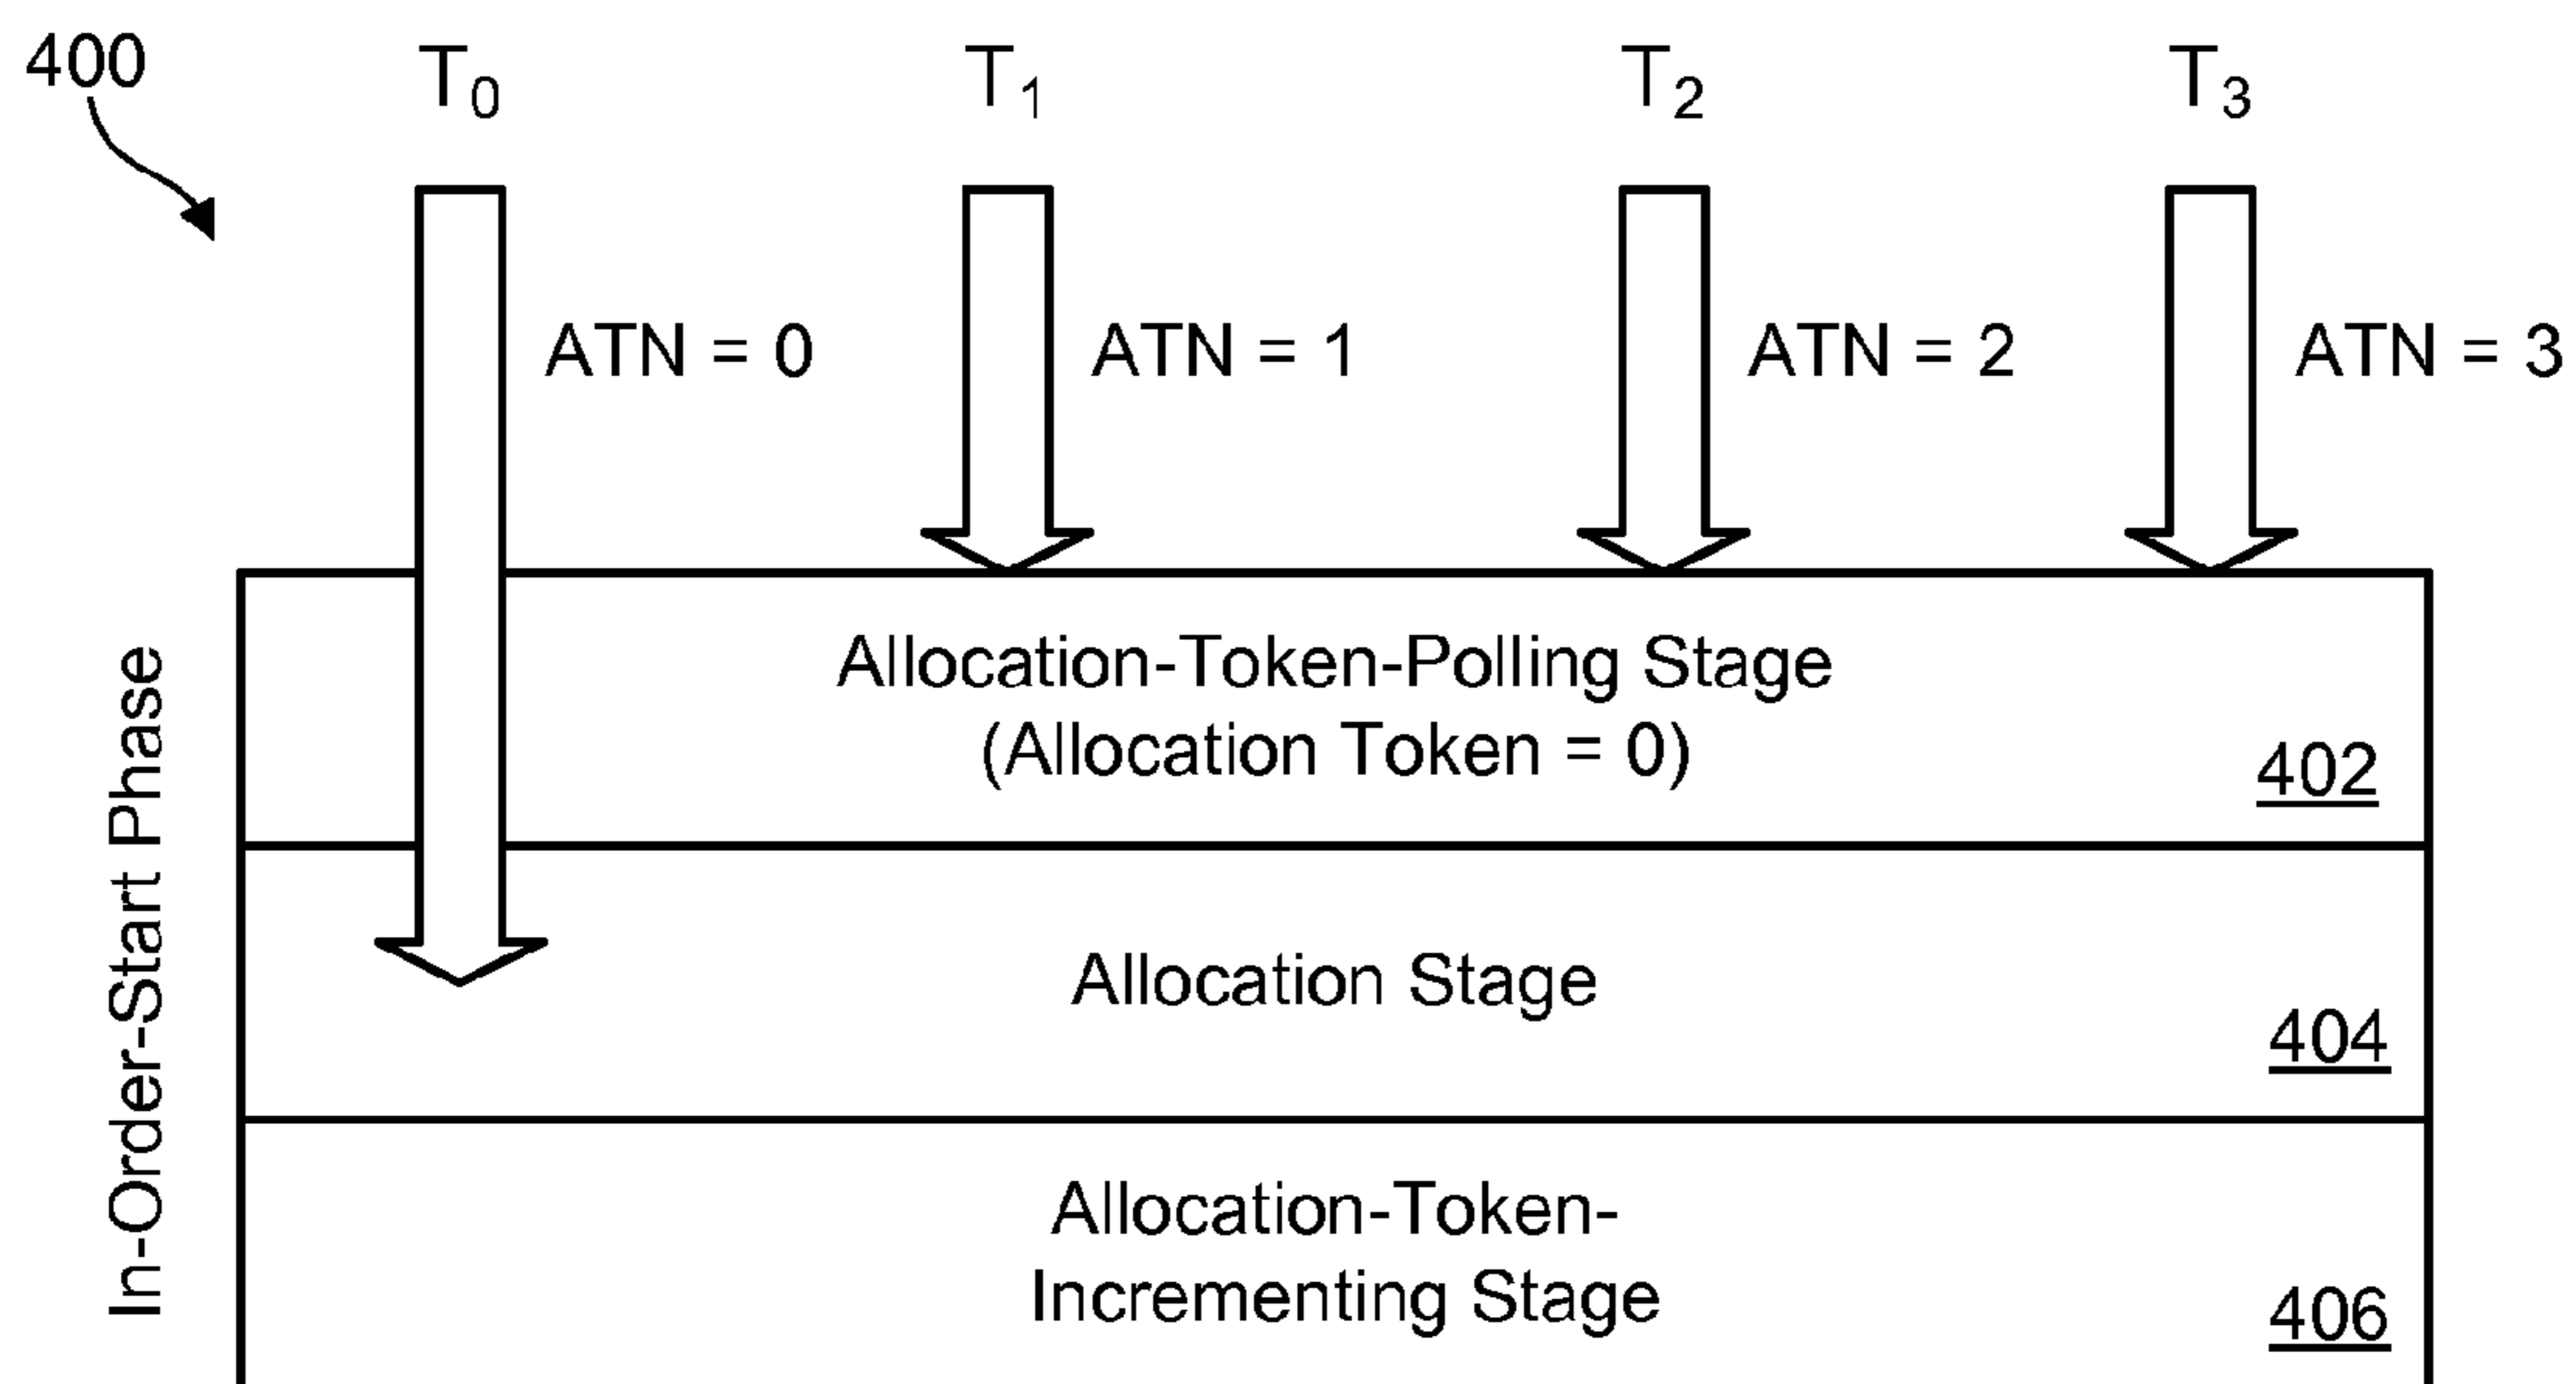 400
T0
T1
T2
T3
ATN = 0
ATN = 1
ATN = 2
ATN = 3
In-Order-Start Phase
Allocation-Token-Polling Stage
(Allocation Token = 0)
402
Allocation Stage
404
Allocation-Token-
Incrementing Stage
406